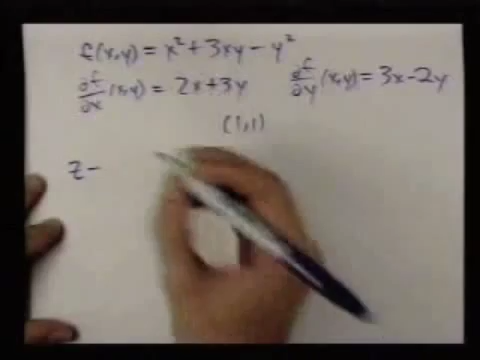 f(x,y) = x² + 3xy - y²
∂f/∂x (x,y) = 2x+3y ∂f/∂y (x,y) = 3x-2y
(1,1)
z-